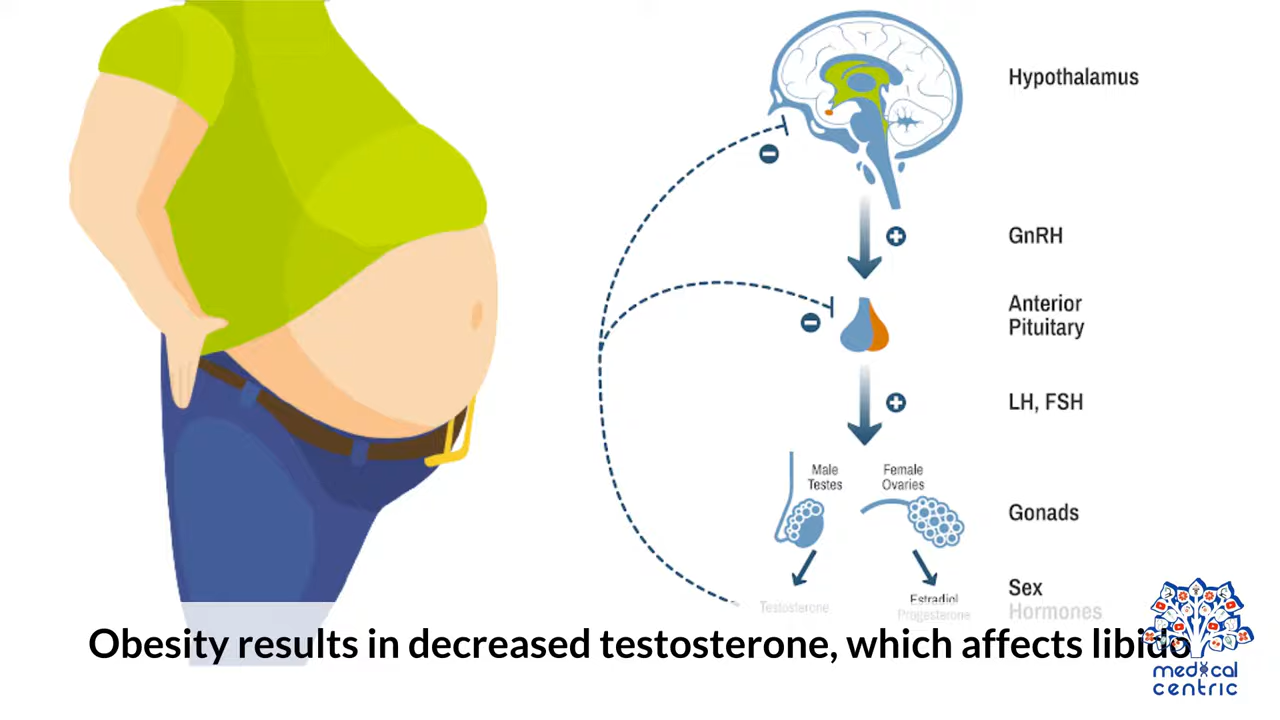 Hypothalamus
GnRH
Anterior
Pituitary
LH, FSH
Male
Testes
Female
Ovaries
Gonads
Testosterone
Estradiol
Progesterone
Sex
Hormones
Obesity results in decreased testosterone, which affects libido
medical
centric